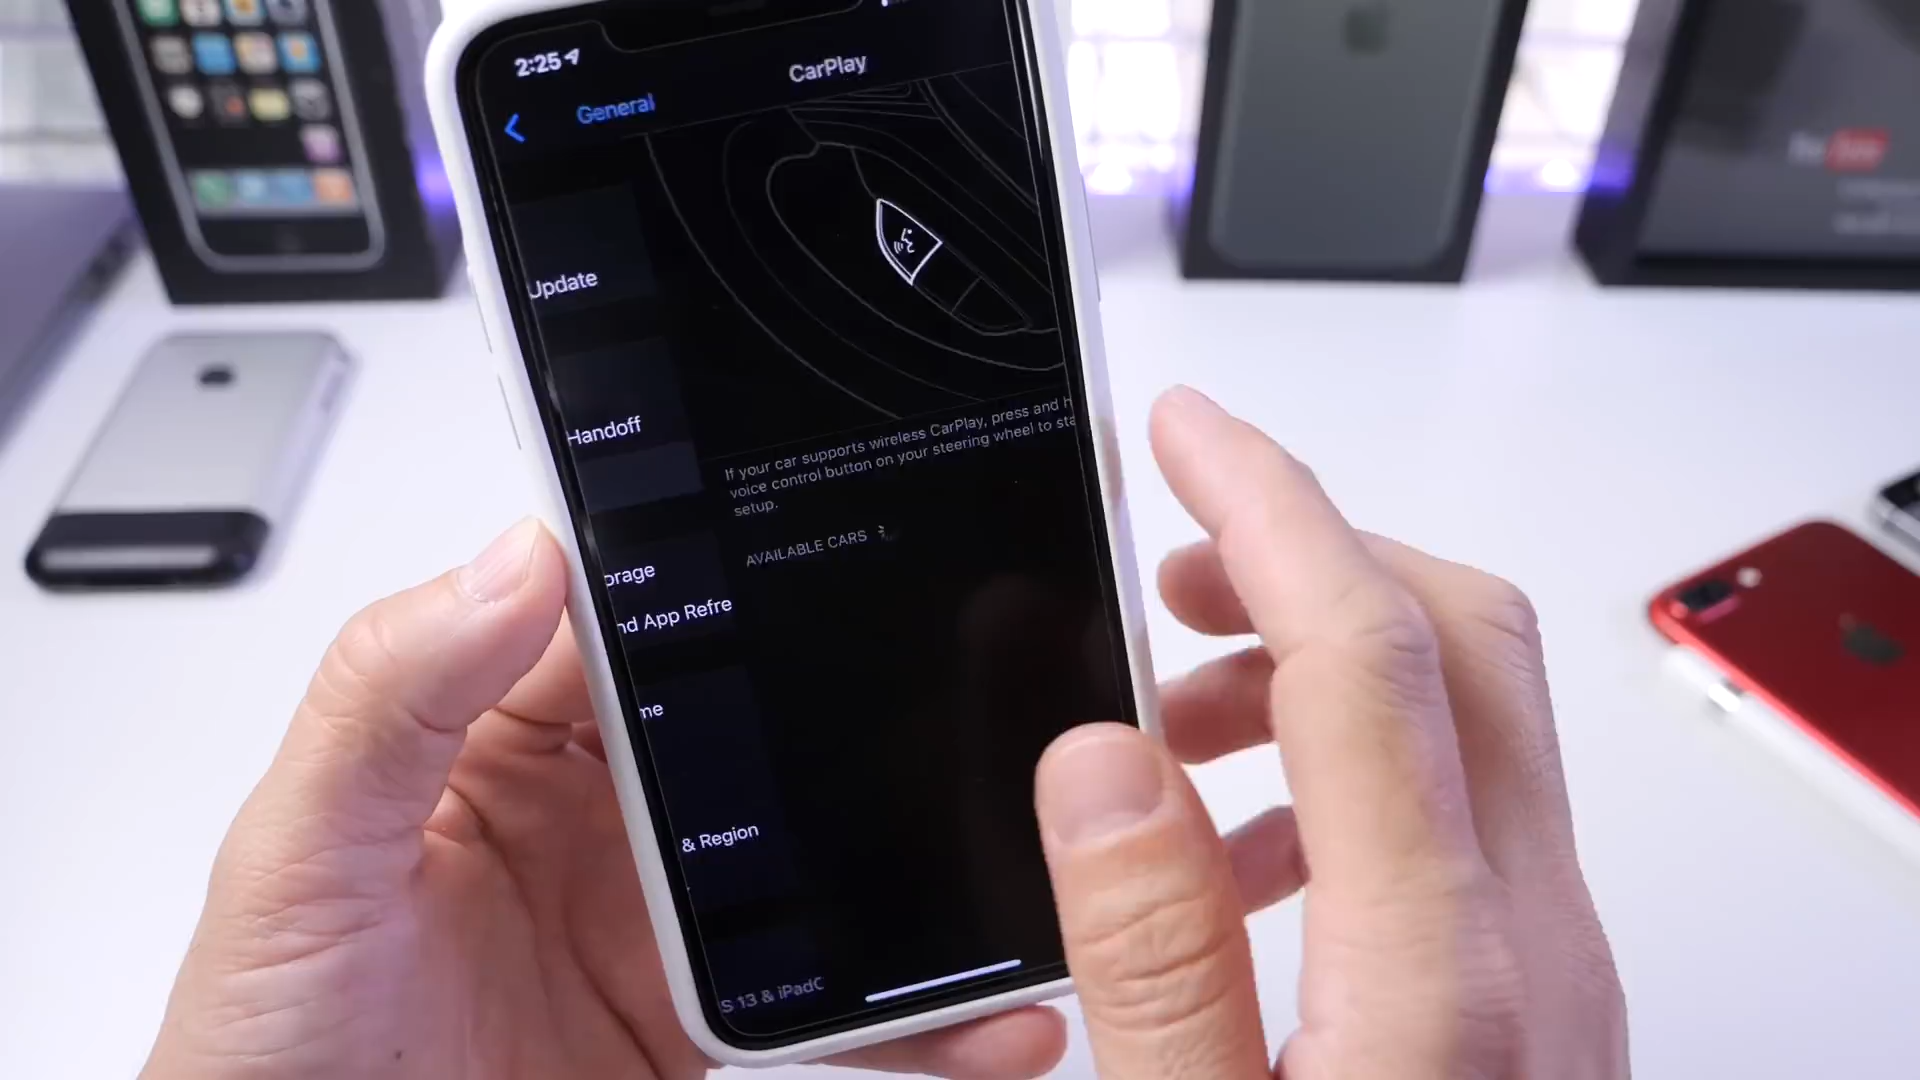 2:25
General
CarPlay
Update
Handoff
If your car supports wireless CarPlay, press and h
voice control button on your steering wheel to sta
setup.
AVAILABLE CARS
orage
nd App Refre
me
& Region
S 13 & iPadO